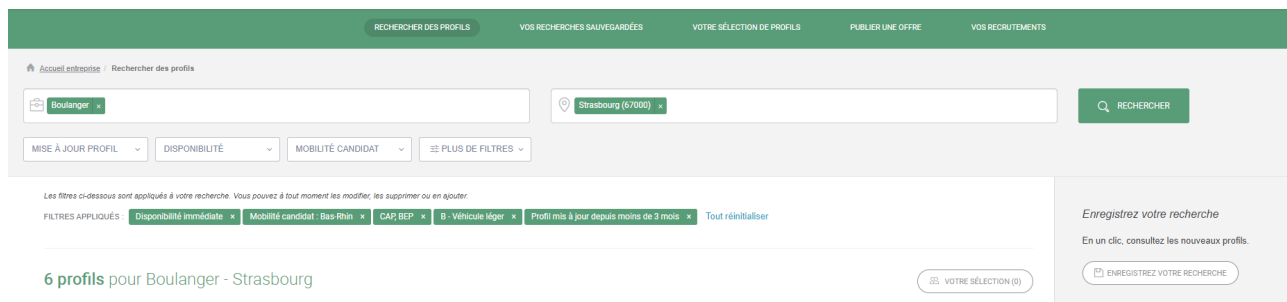 RECHERCHER DES PROFILS VOS RECHERCHES SAUVEGARDÉES VOTRE SÉLECTION DE PROFILS PUBLIER UNE OFFRE VOS RECRUTEMENTS
Accueil entreprise / Rechercher des profils
Boulanger × Strasbourg (67000) × RECHERCHER
MISE À JOUR PROFIL DISPONIBILITÉ MOBILITÉ CANDIDAT PLUS DE FILTRES
Les filtres ci-dessous sont appliqués à votre recherche. Vous pouvez à tout moment les modifier, les supprimer ou en ajouter.
FILTRES APPLIQUÉS : Disponibilité immédiate × Mobilité candidat : Bas-Rhin × CAP, BEP × B - Véhicule léger × Profil mis à jour depuis moins de 3 mois × Tout réinitialiser
6 profils pour Boulanger - Strasbourg
VOTRE SÉLECTION (0)
Enregistrez votre recherche
En un clic, consultez les nouveaux profils.
ENREGISTREZ VOTRE RECHERCHE